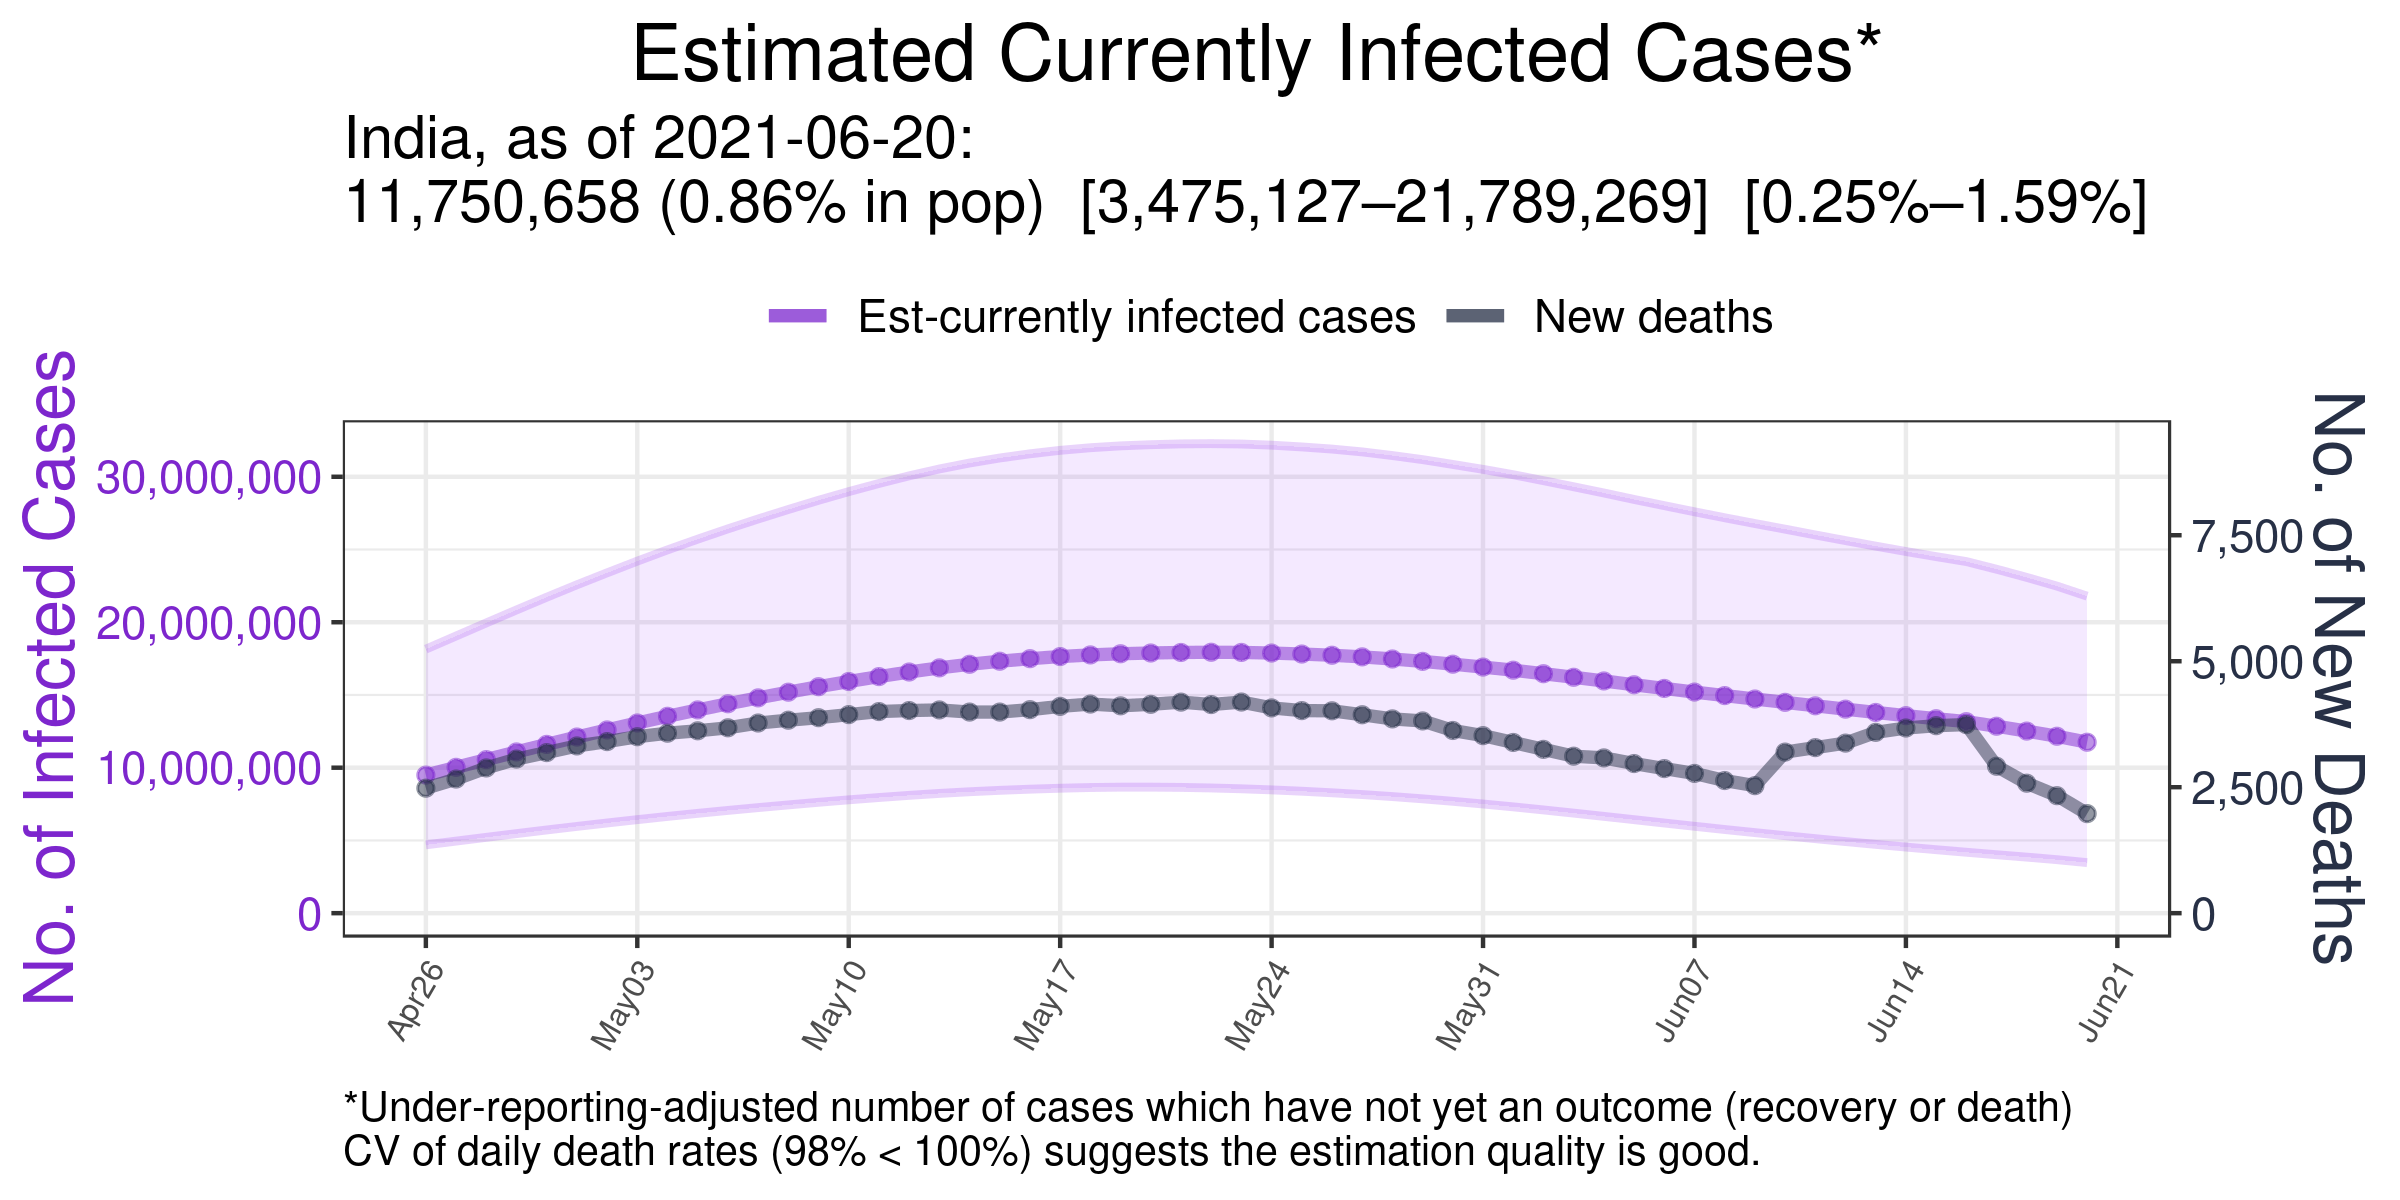 Estimated Currently Infected Cases*
India, as of 2021-06-20:
11,750,658 (0.86% in pop)  [3,475,127–21,789,269]  [0.25%–1.59%]
Est-currently infected cases
New deaths
No. of Infected Cases
30,000,000
20,000,000
10,000,000
0
7,500
5,000
2,500
0
No. of New Deaths
Apr26
May03
May10
May17
May24
May31
Jun07
Jun14
Jun21
*Under-reporting-adjusted number of cases which have not yet an outcome (recovery or death)
CV of daily death rates (98% < 100%) suggests the estimation quality is good.